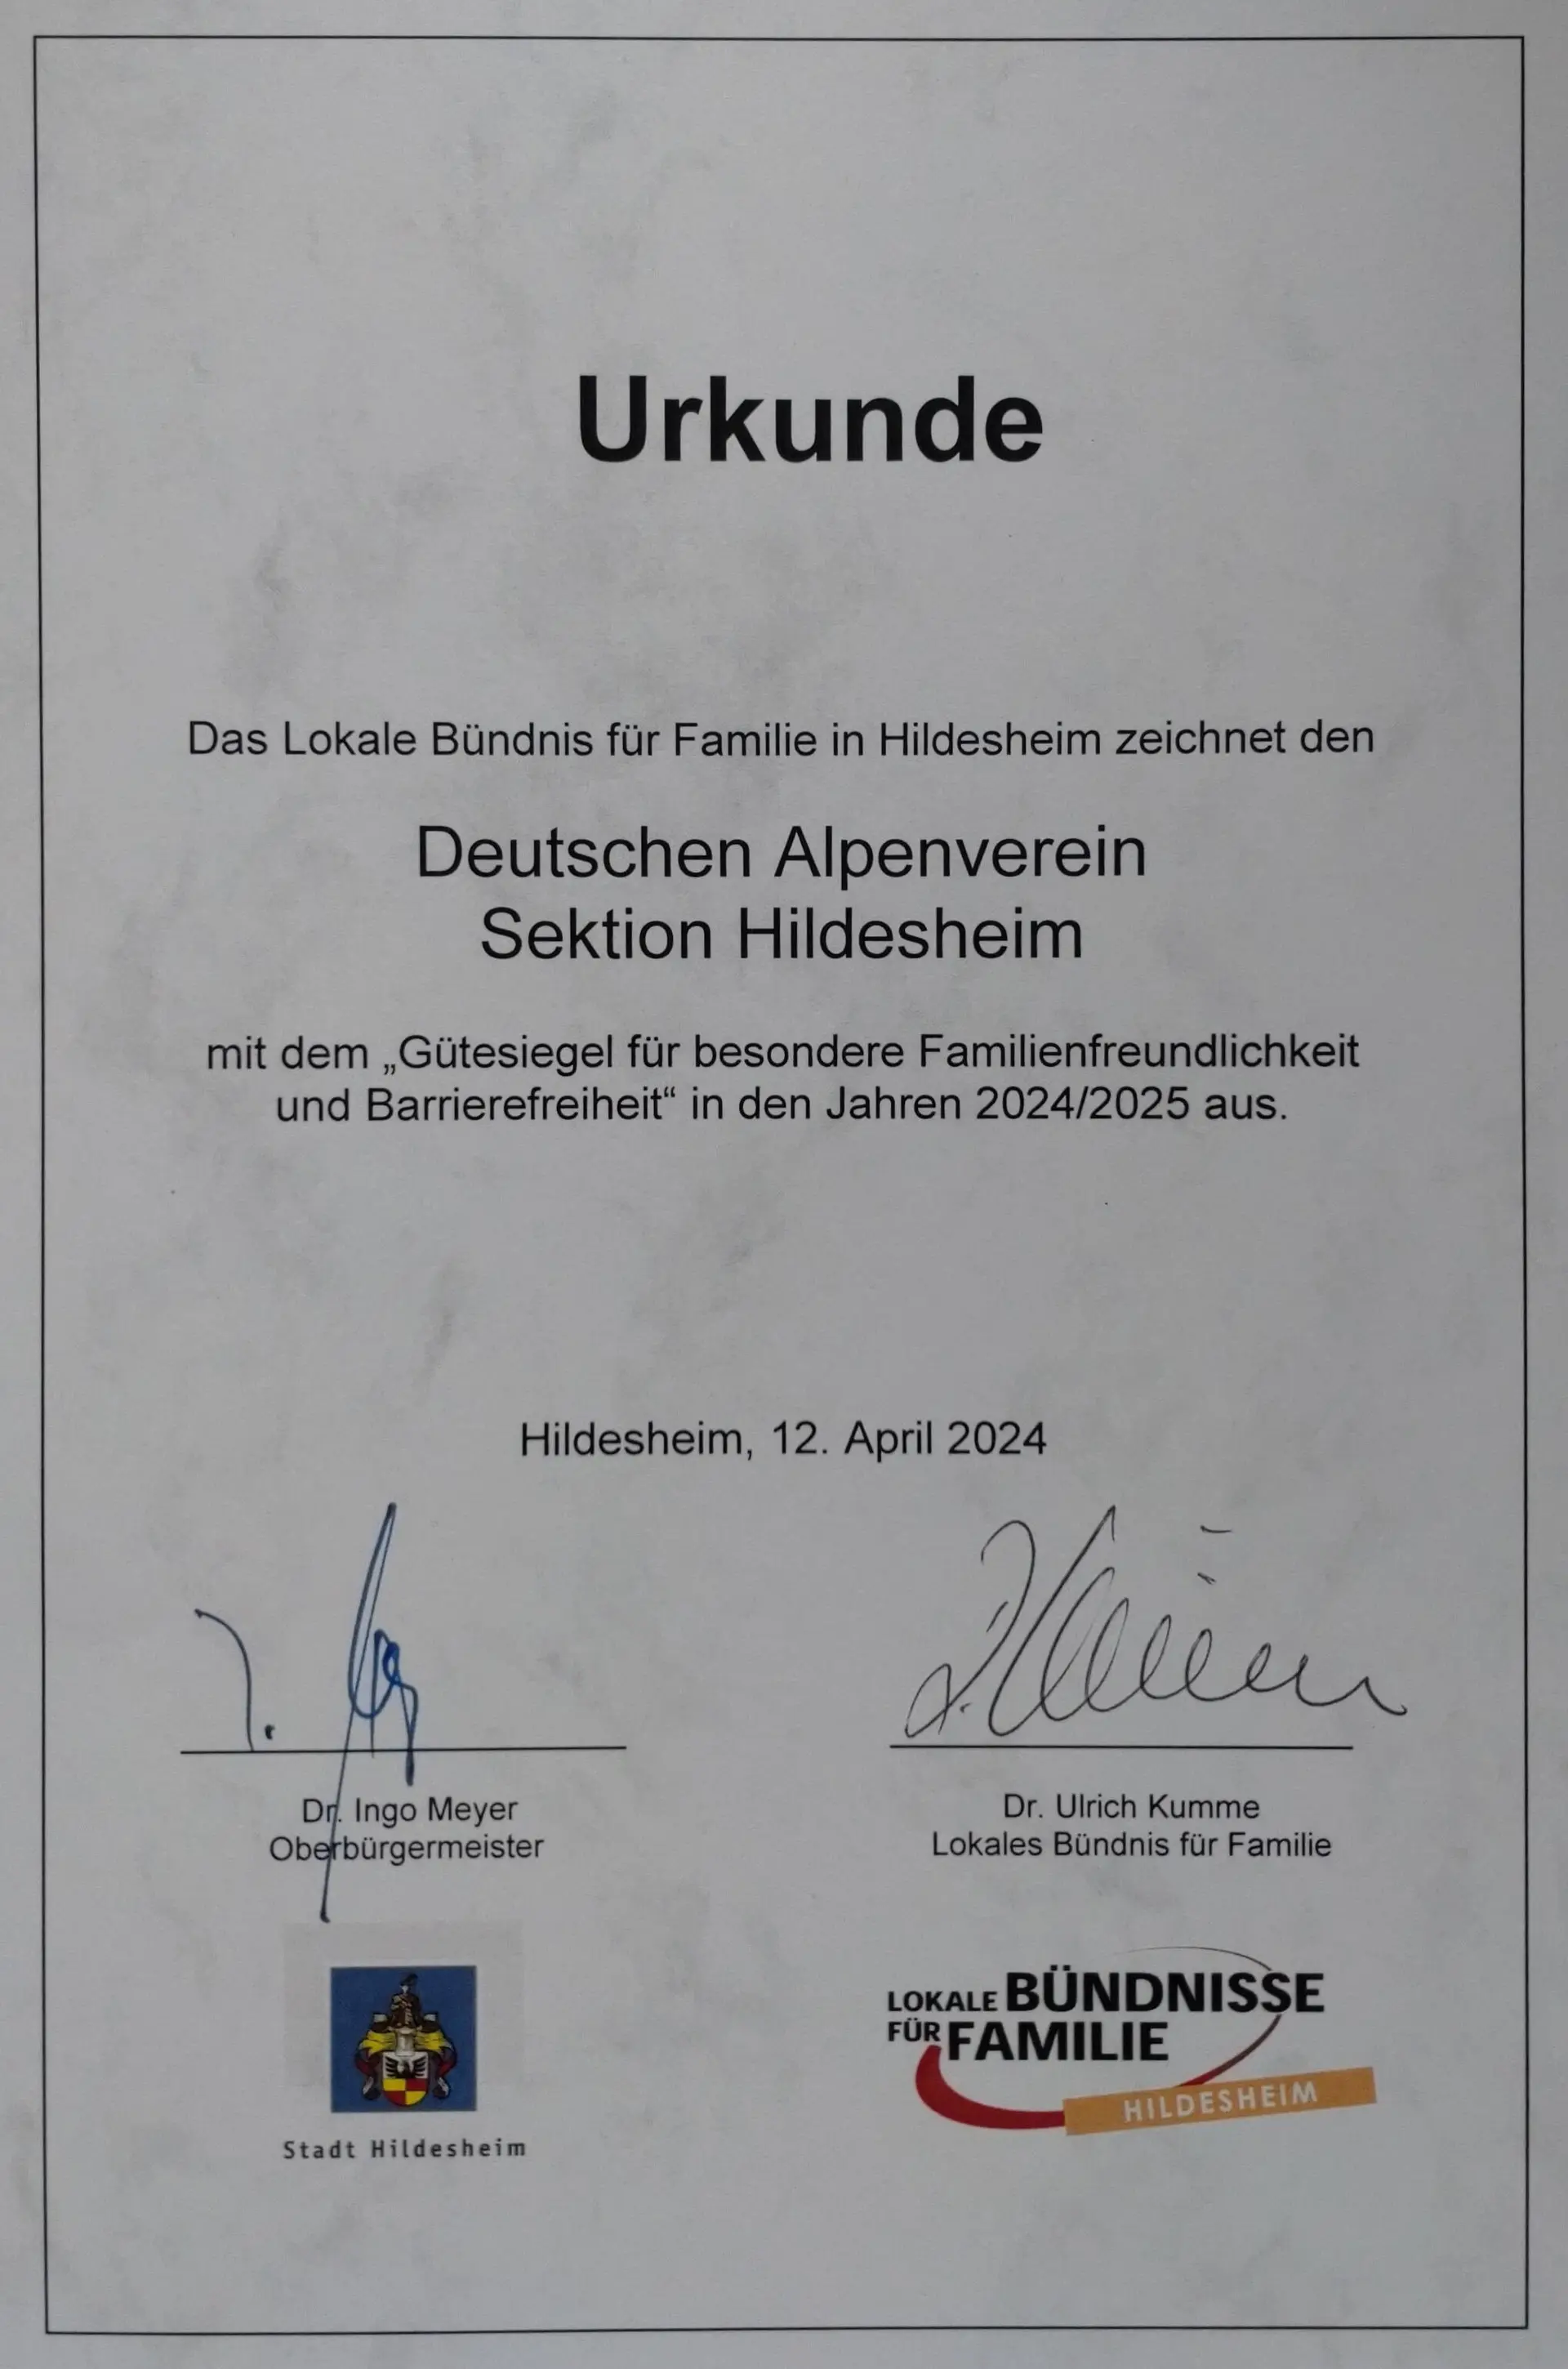 Urkunde
Das Lokale Bündnis für Familie in Hildesheim zeichnet den
Deutschen Alpenverein
Sektion Hildesheim
mit dem „Gütesiegel für besondere Familienfreundlichkeit
und Barrierefreiheit“ in den Jahren 2024/2025 aus.
Hildesheim, 12. April 2024
Dr. Ingo Meyer
Oberbürgermeister
Dr. Ulrich Kumme
Lokales Bündnis für Familie
Stadt Hildesheim
LOKALE BÜNDNISSE
FÜR FAMILIE
HILDESHEIM